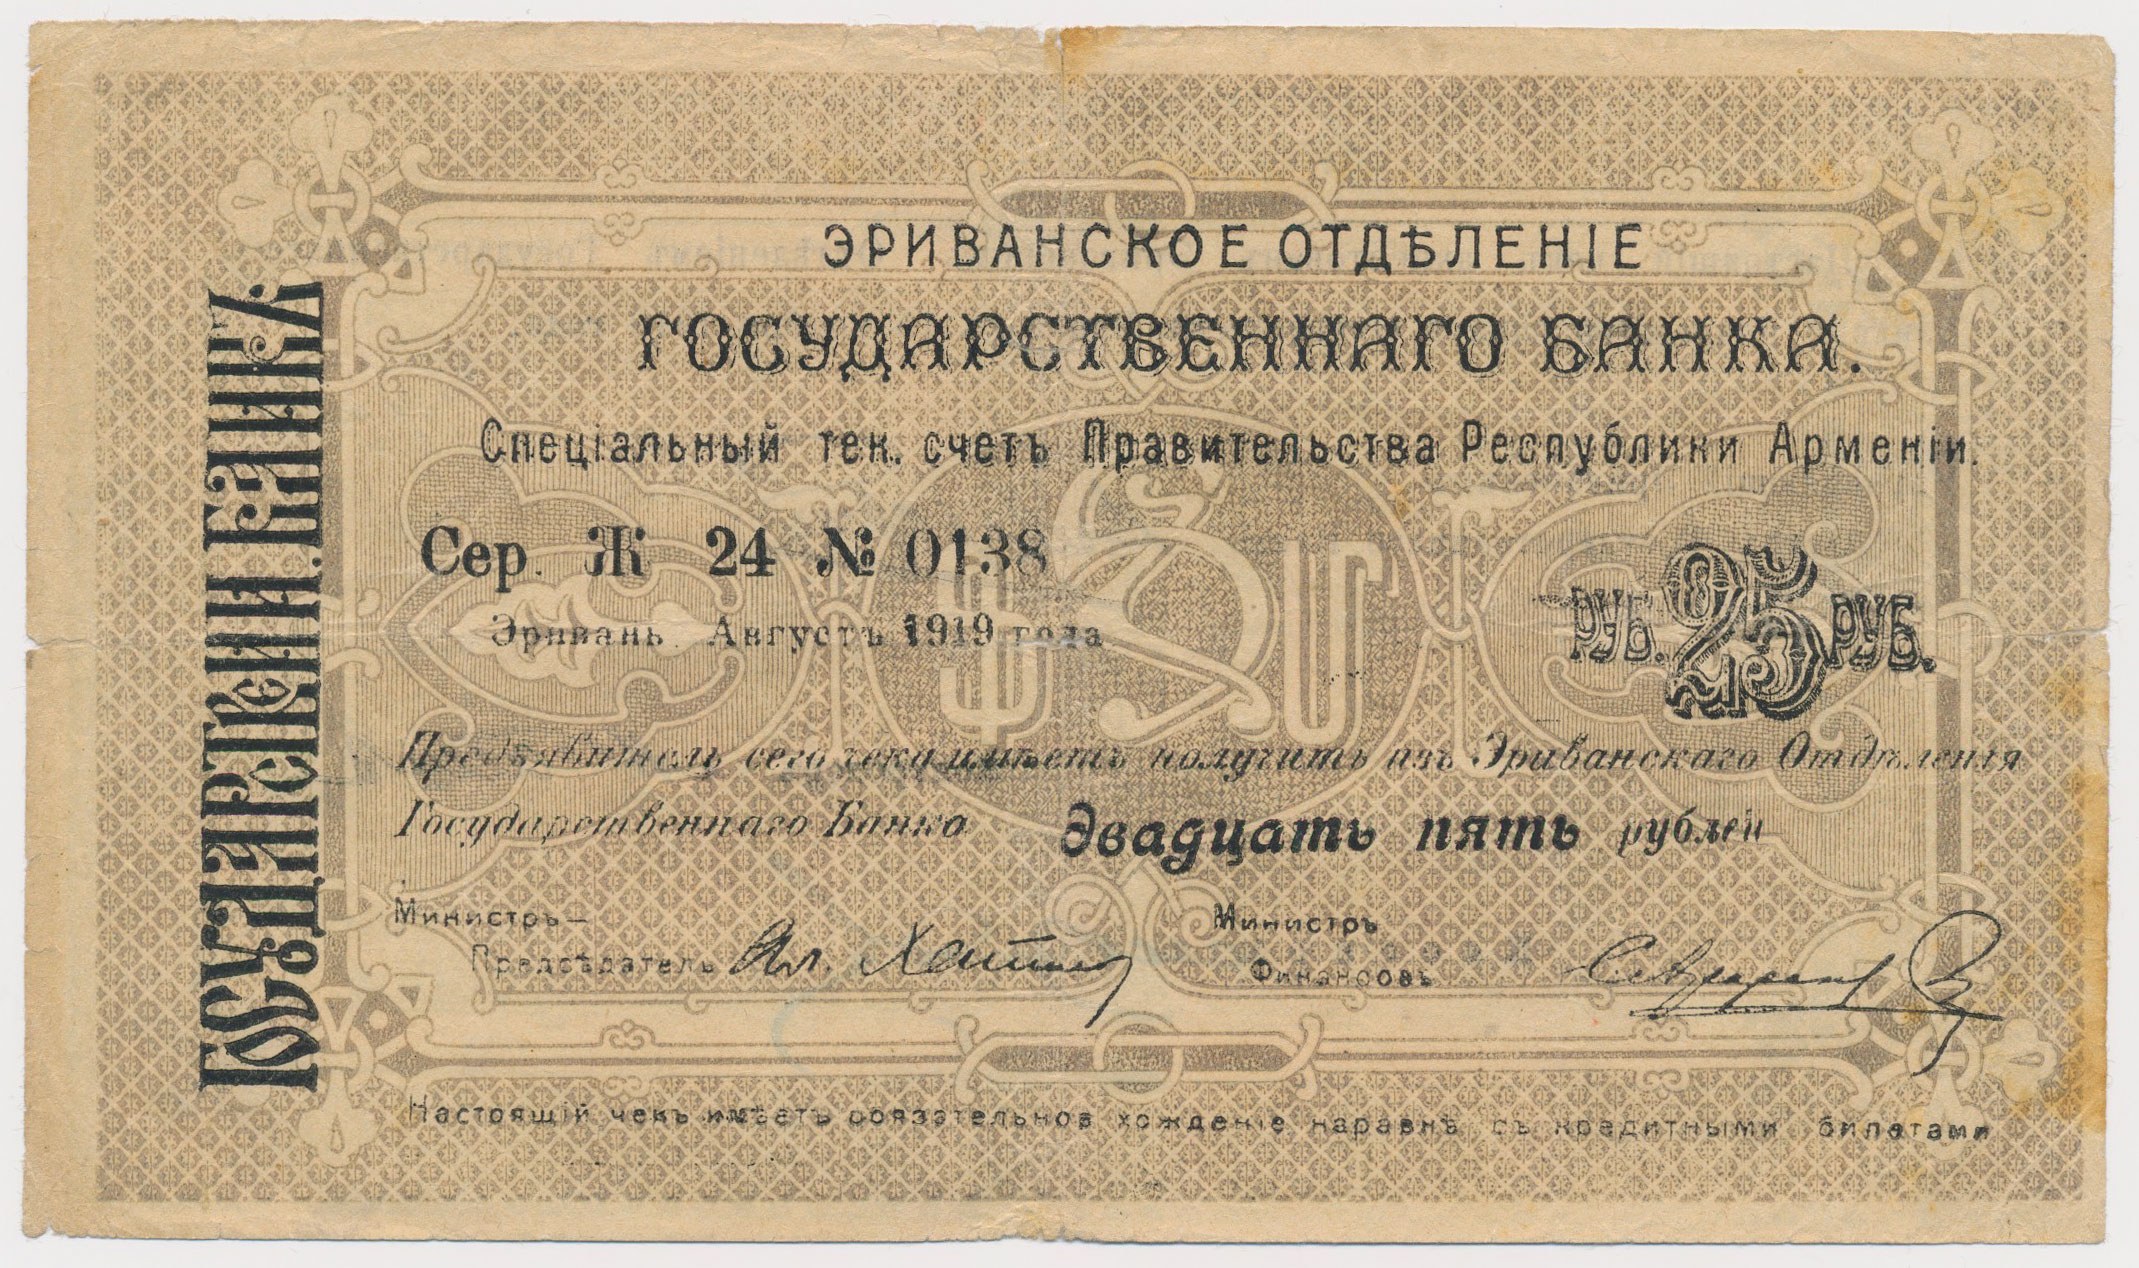 ЭРИВАНСКОЕ ОТДѢЛЕНІЕ
ГОСУДАРСТВЕННАГО БАНКА.
Спеціальный тек. счетъ Правительства Республики Арменіи.
Сер. Ж 24 № 0138
Эривань. Августъ 1919 года
РУБ. 25 РУБ.
Предъявитель сего чека имѣетъ получить изъ Эриванскаго Отдѣленія
Государственнаго Банка двадцать пять рублей
Министръ— Министръ
Предсѣдатель Ал. Финансовъ
Настоящій чекъ имѣетъ обязательное хожденіе наравнѣ съ кредитными билетами